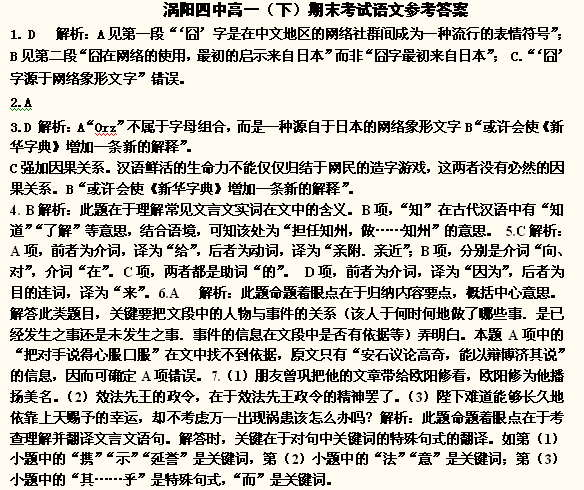 涡阳四中高一（下）期末考试语文参考答案
1. D 解析：A 见第一段“‘囧’字是在中文地区的网络社群间成为一种流行的表情符号”；
B 见第二段“囧在网络的使用，最初的启示来自日本”而非“囧字最初来自日本”； C.“‘囧’
字源于网络象形文字”错误。
2.A
3.D 解析：A“Orz”不属于字母组合，而是一种源自于日本的网络象形文字 B“或许会使《新
华字典》增加一条新的解释”。
C 强加因果关系。汉语鲜活的生命力不能仅仅归结于网民的造字游戏，这两者没有必然的因
果关系。B“或许会使《新华字典》增加一条新的解释”。
4. B 解析：此题在于理解常见文言文实词在文中的含义。B 项，“知”在古代汉语中有“知
道”“了解”等意思，结合语境，可知该处为“担任知州，做……知州”的意思。 5.C 解析：
A 项，前者为介词，译为“给”，后者为动词，译为“亲附．亲近”；B 项，分别是介词“向、
对”，介词“在”。C 项，两者都是助词“的”。 D 项，前者为介词，译为“因为”，后者为
目的连词，译为“来”。6.A 解析：此题命题着眼点在于归纳内容要点，概括中心意思。
解答此类题目，关键要把文段中的人物与事件的关系（该人于何时何地做了哪些事．是已
经发生之事还是未发生之事．事件的信息在文段中是否有依据等）弄明白。本题 A 项中的
“把对手说得心服口服”在文中找不到依据，原文只有“安石议论高奇，能以辩博济其说”
的信息，因而可确定 A 项错误。7.（1）朋友曾巩把他的文章带给欧阳修看，欧阳修为他播
扬美名。（2）效法先王的政令，在于效法先王政令的精神罢了。（3）陛下难道能够长久地
依靠上天赐予的幸运，却不考虑万一出现祸患该怎么办吗？解析：此题命题着眼点在于考
查理解并翻译文言文语句。解答时，关键在于对句中关键词的特殊句式的翻译。如第（1）
小题中的“携”“示”“延誉”是关键词，第（2）小题中的“法”“意”是关键词；第（3）
小题中的“其……乎”是特殊句式，“而”是关键词。